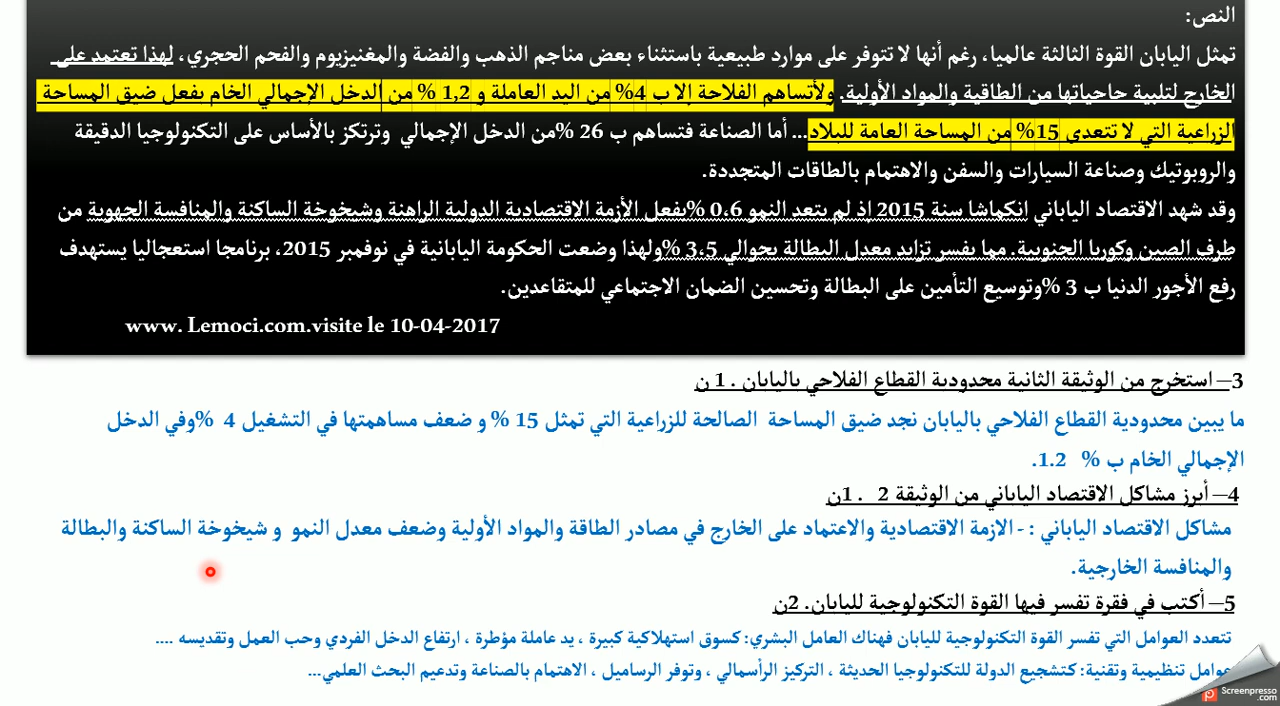 النص:
تمثل اليابان القوة الثالثة عالميا، رغم أنها لا تتوفر على موارد طبيعية باستثناء بعض مناجم الذهب والفضة والمغنيزيوم والفحم الحجري، لهذا تعتمد على
الخارج لتلبية حاجياتها من الطاقية والمواد الأولية. ولأتساهم الفلاحة إلا ب 4% من اليد العاملة و 1,2 % من الدخل الإجمالي الخام بفعل ضيق المساحة
الزراعية التي لا تتعدى 15% من المساحة العامة للبلاد... أما الصناعة فتساهم ب 26 %من الدخل الإجمالي وترتكز بالأساس على التكنولوجيا الدقيقة
والروبوتيك وصناعة السيارات والسفن والاهتمام بالطاقات المتجددة.
وقد شهد الاقتصاد الياباني انكماشا سنة 2015 إذ لم يتعد النمو 0،6 %بفعل الأزمة الاقتصادية الدولية الراهنة وشيخوخة الساكنة والمنافسة الجهوية من
طرف الصين وكوريا الجنوبية. مما يفسر تزايد معدل البطالة بحوالي 3،5 %ولهذا وضعت الحكومة اليابانية في نوفمبر 2015، برنامجا استعجاليا يستهدف
رفع الأجور الدنيا ب 3 %وتوسيع التأمين على البطالة وتحسين الضمان الاجتماعي للمتقاعدين.
www. Lemoci.com.visite le 10-04-2017
3– استخرج من الوثيقة الثانية محدودية القطاع الفلاحي باليابان . 1 ن
ما يبين محدودية القطاع الفلاحي باليابان نجد ضيق المساحة الصالحة للزراعية التي تمثل 15 % و ضعف مساهمتها في التشغيل 4 %وفي الدخل
الإجمالي الخام ب % 1.2.
4– أبرز مشاكل الاقتصاد الياباني من الوثيقة 2 . 1ن
مشاكل الاقتصاد الياباني : - الازمة الاقتصادية والاعتماد على الخارج في مصادر الطاقة والمواد الأولية وضعف معدل النمو و شيخوخة الساكنة والبطالة
والمنافسة الخارجية.
5– أكتب في فقرة تفسر فيها القوة التكنولوجية لليابان. 2ن
تتعدد العوامل التي تفسر القوة التكنولوجية لليابان فهناك العامل البشري: كسوق استهلاكية كبيرة ، يد عاملة مؤطرة ، ارتفاع الدخل الفردي وحب العمل وتقديسه ....
عوامل تنظيمية وتقنية: كتشجيع الدولة للتكنولوجيا الحديثة ، التركيز الرأسمالي ، وتوفر الرساميل ، الاهتمام بالصناعة وتدعيم البحث العلمي...
Screenpresso
.com